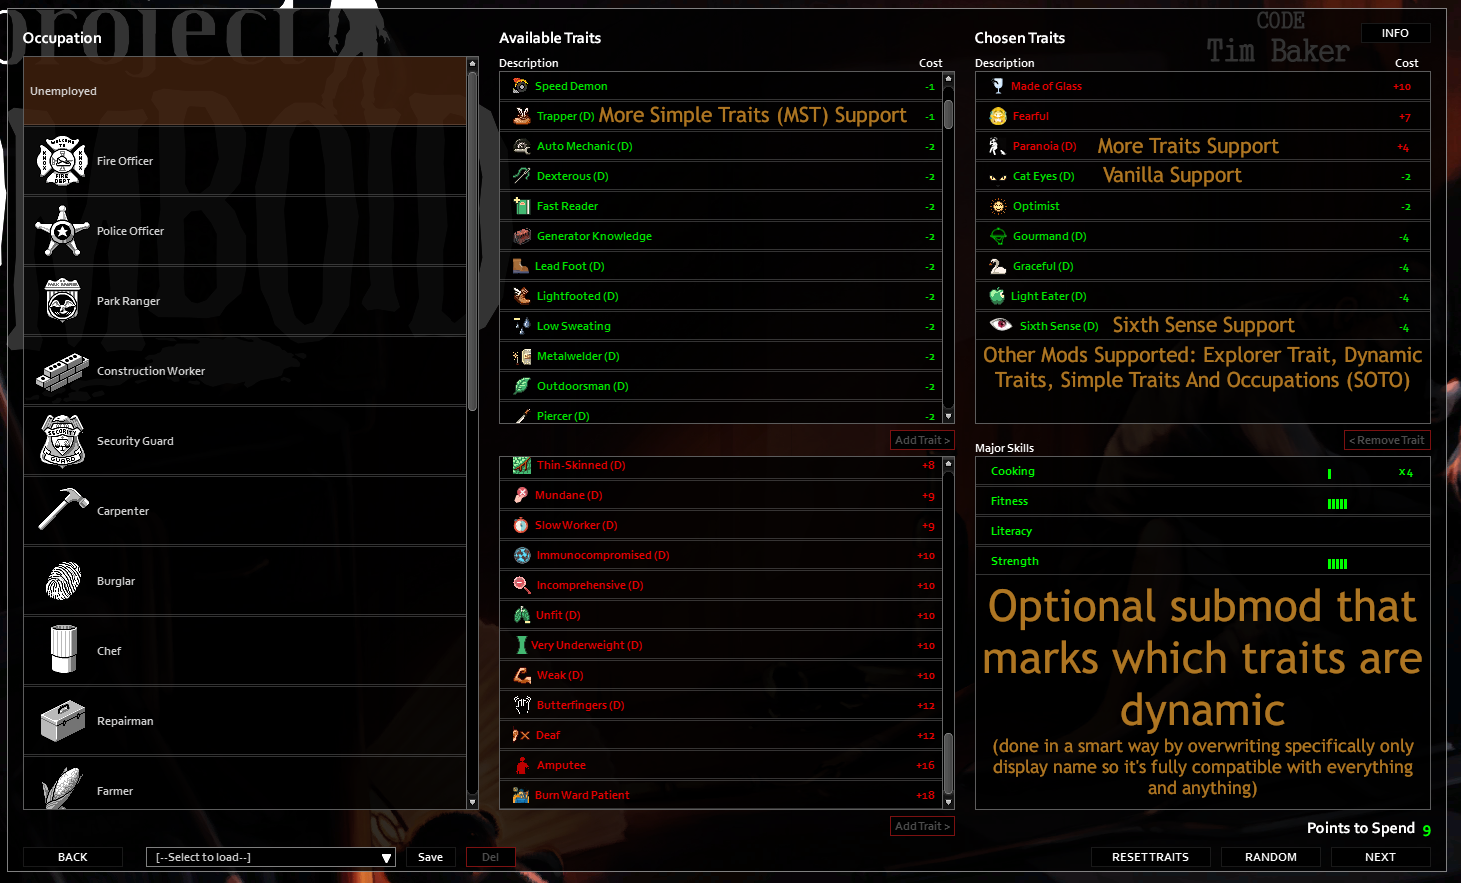 project
ZOMBOID
CODE
Tim Baker
Occupation
Unemployed
Fire Officer
Police Officer
Park Ranger
Construction Worker
Security Guard
Carpenter
Burglar
Chef
Repairman
Farmer
Available Traits
Description Cost
Speed Demon -1
Trapper (D) More Simple Traits (MST) Support -1
Auto Mechanic (D) -2
Dexterous (D) -2
Fast Reader -2
Generator Knowledge -2
Lead Foot (D) -2
Lightfooted (D) -2
Low Sweating -2
Metalwelder (D) -2
Outdoorsman (D) -2
Piercer (D) -2
Add Trait >
Thin-Skinned (D) +8
Mundane (D) +9
Slow Worker (D) +9
Immunocompromised (D) +10
Incomprehensive (D) +10
Unfit (D) +10
Very Underweight (D) +10
Weak (D) +10
Butterfingers (D) +12
Deaf +12
Amputee +16
Burn Ward Patient +18
Add Trait >
Chosen Traits
INFO
Description Cost
Made of Glass +10
Fearful +7
Paranoia (D) More Traits Support +4
Cat Eyes (D) Vanilla Support -2
Optimist -2
Gourmand (D) -4
Graceful (D) -4
Light Eater (D) -4
Sixth Sense (D) Sixth Sense Support -4
Other Mods Supported: Explorer Trait, Dynamic
Traits, Simple Traits And Occupations (SOTO)
< Remove Trait
Major Skills
Cooking x 4
Fitness
Literacy
Strength
Optional submod that
marks which traits are
dynamic
(done in a smart way by overwriting specifically only
display name so it's fully compatible with everything
and anything)
Points to Spend 9
BACK
[--Select to load--]
Save
Del
RESET TRAITS
RANDOM
NEXT